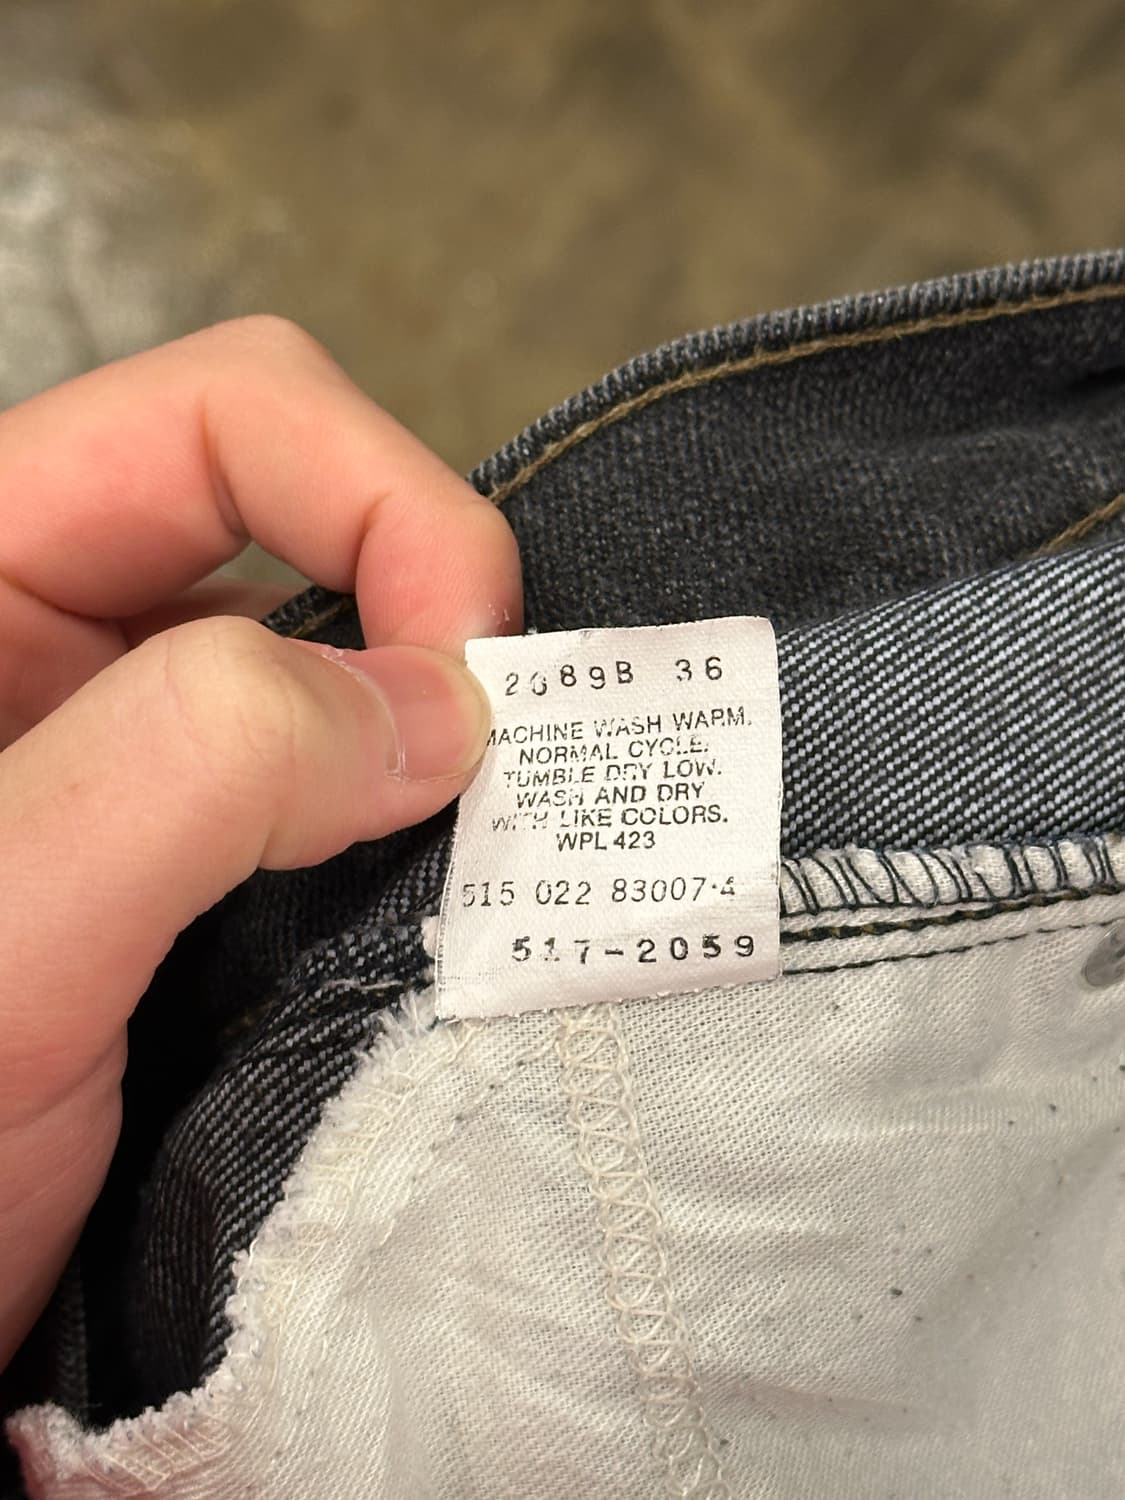 2089B 36
MACHINE WASH WARM.
NORMAL CYCLE.
TUMBLE DRY LOW.
WASH AND DRY
WITH LIKE COLORS.
WPL 423
515 022 83007·4
517-2059